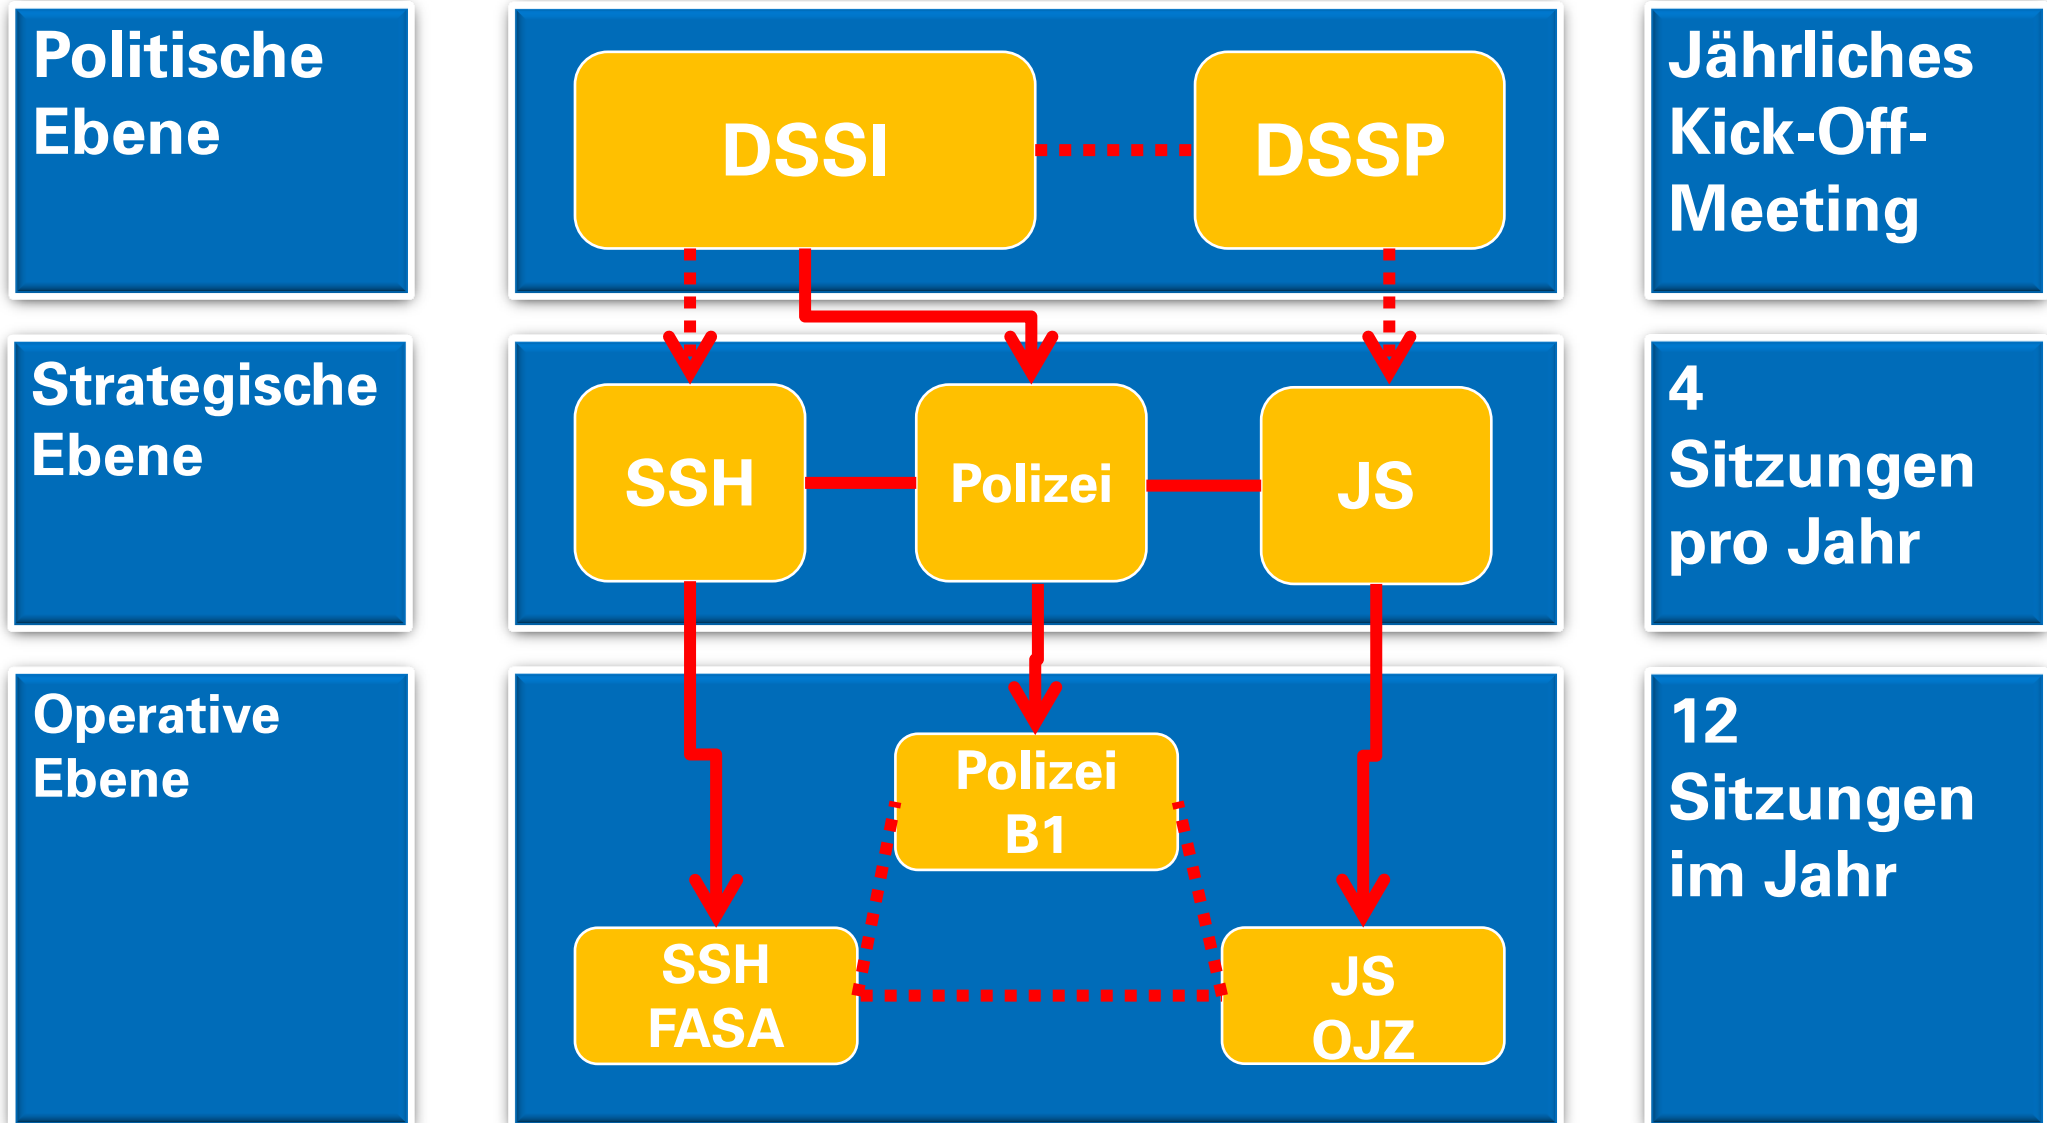 Politische
Ebene
DSSI
DSSP
Jährliches
Kick-Off-
Meeting
Strategische
Ebene
SSH
Polizei
JS
4
Sitzungen
pro Jahr
Operative
Ebene
Polizei
B1
SSH
FASA
JS
OJZ
12
Sitzungen
im Jahr